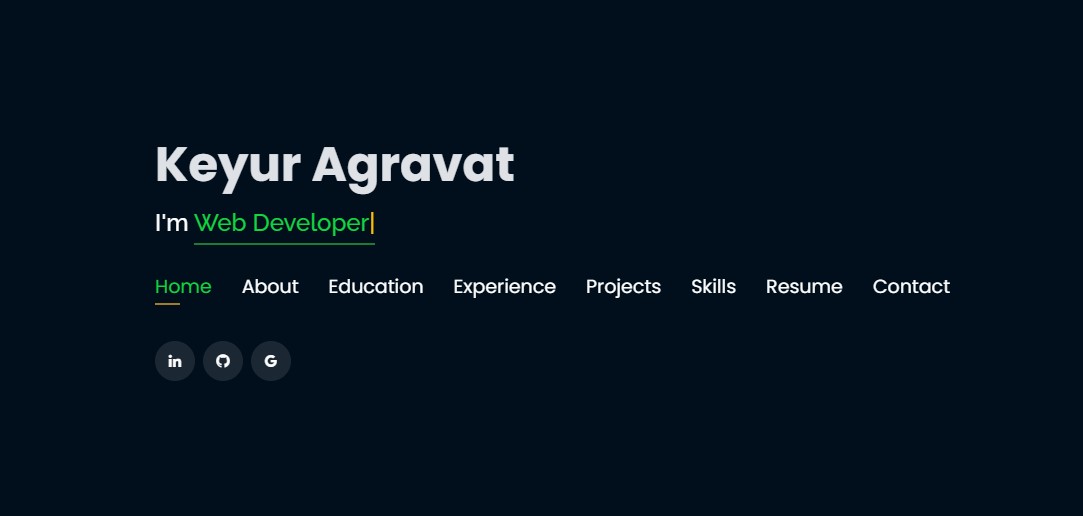 Keyur Agravat
I'm Web Developer
Home About Education Experience Projects Skills Resume Contact
in G